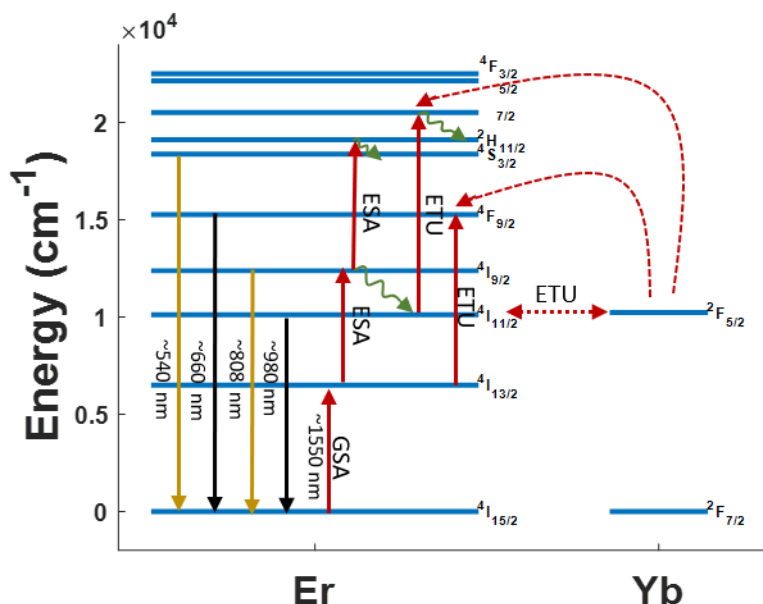 ×10⁴
Energy (cm⁻¹)
2
1.5
1
0.5
0
⁴F₃/₂
₅/₂
₇/₂
²H₁₁/₂
⁴S₃/₂
⁴F₉/₂
⁴I₉/₂
⁴I₁₁/₂
⁴I₁₃/₂
⁴I₁₅/₂
ESA
ETU
ESA
ETU
ETU
²F₅/₂
²F₇/₂
~540 nm
~660 nm
~808 nm
~980 nm
~1550 nm
GSA
Er
Yb